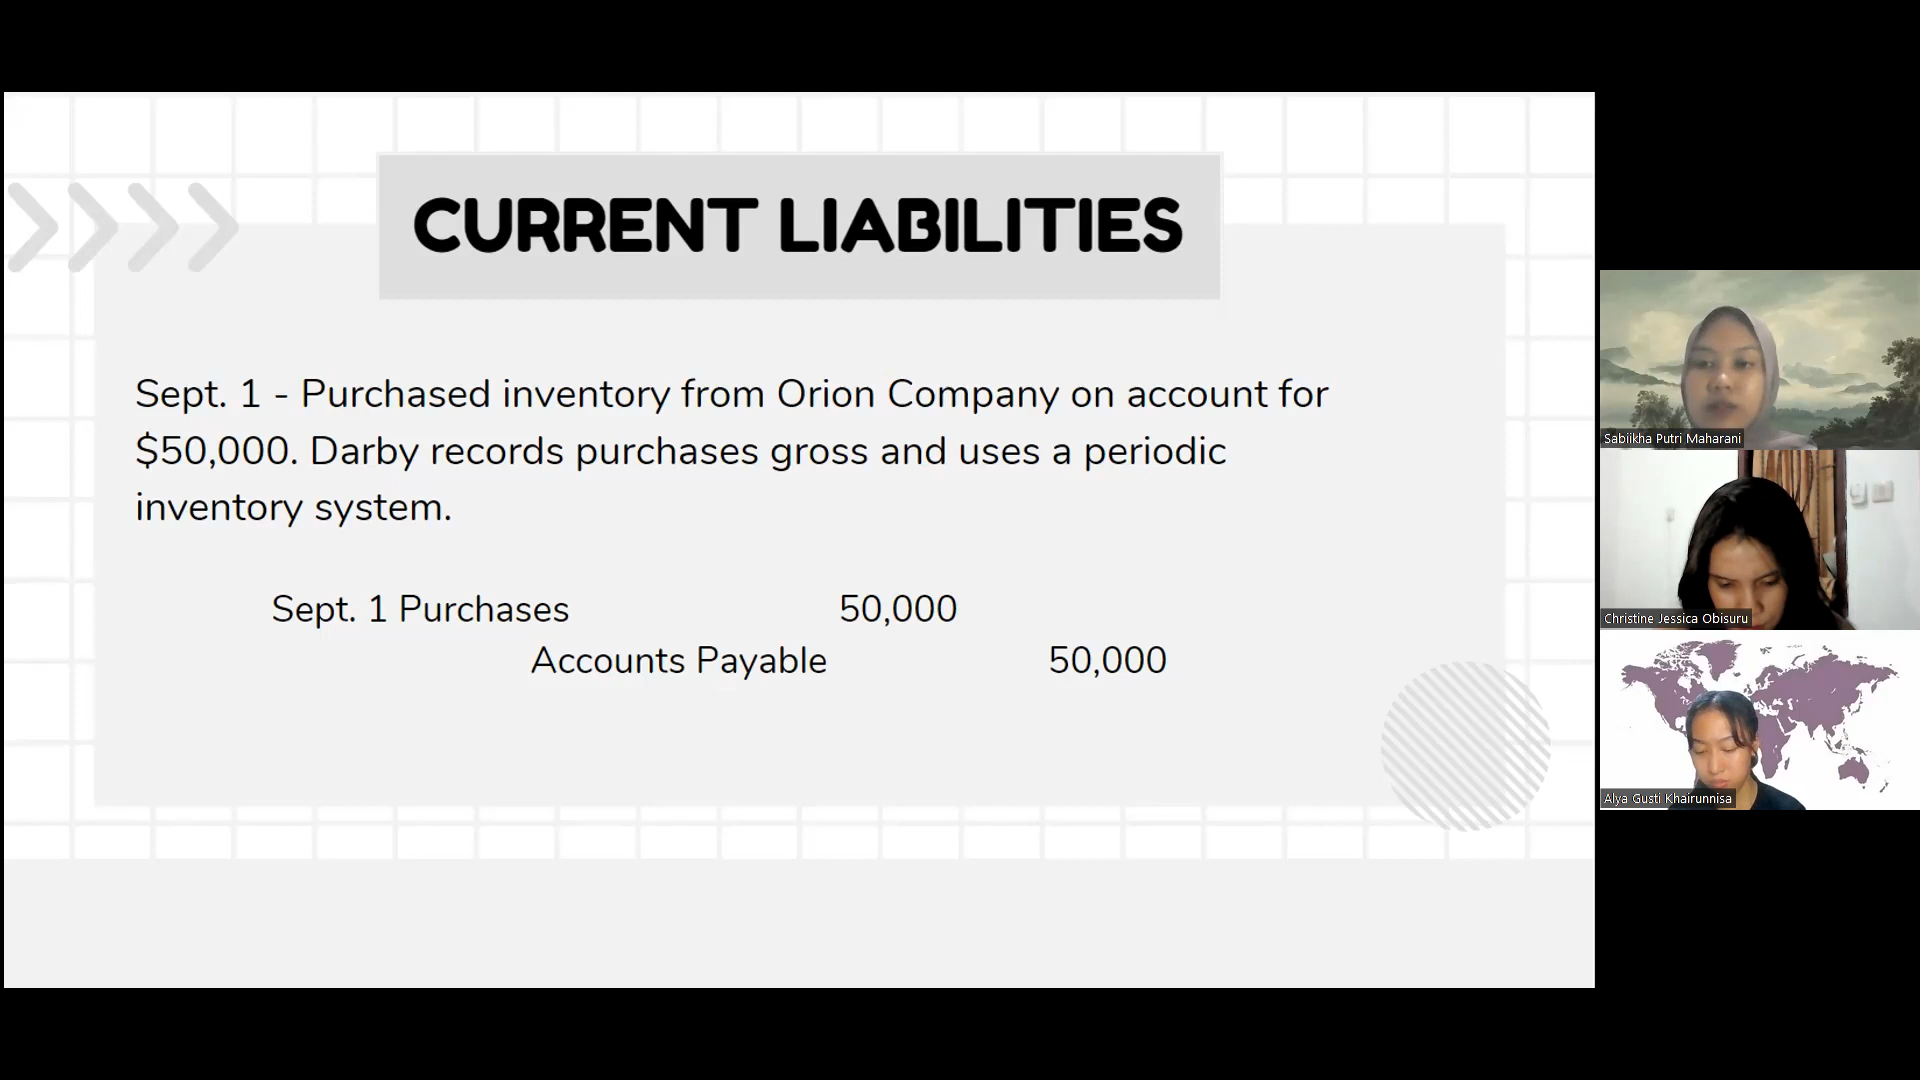 CURRENT LIABILITIES
Sept. 1 - Purchased inventory from Orion Company on account for
$50,000. Darby records purchases gross and uses a periodic
inventory system.
Sept. 1 Purchases 50,000
Accounts Payable 50,000
Sabiikha Putri Maharani
Christine Jessica Obisuru
Alya Gusti Khairunnisa